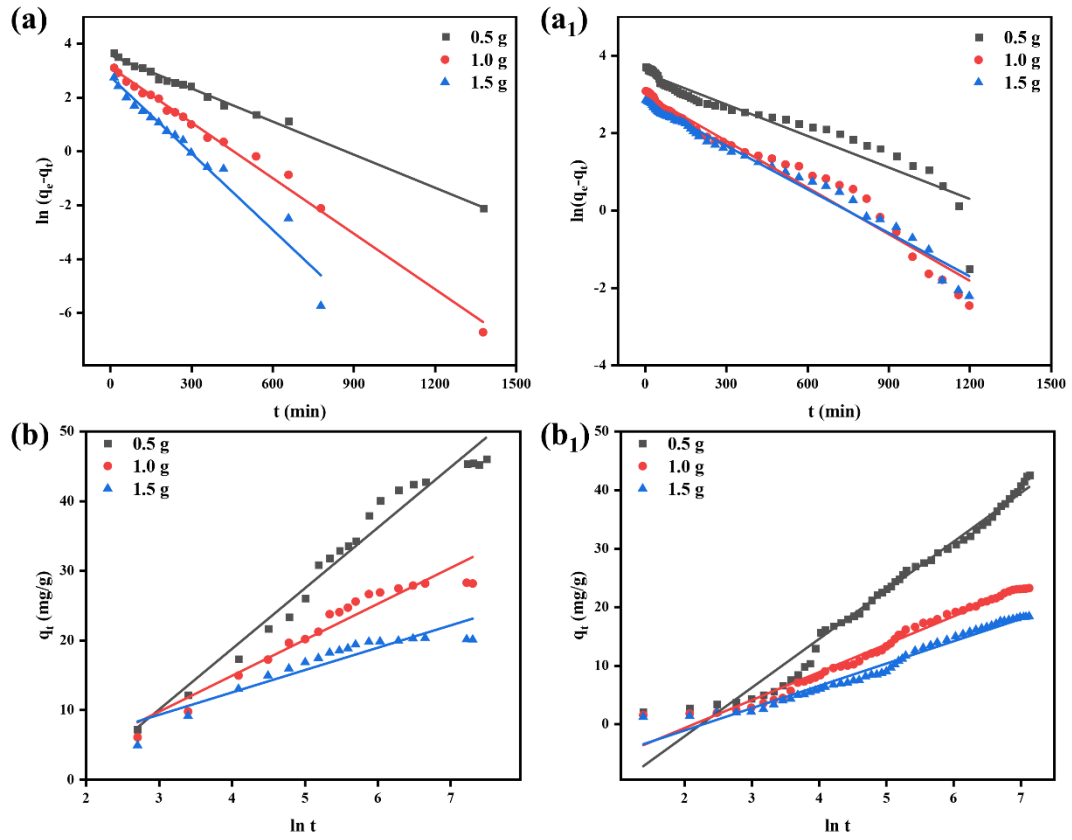 (a)
0.5 g
1.0 g
1.5 g
4
2
0
-2
-4
-6
ln (qe-qt)
0 300 600 900 1200 1500
t (min)
(a1)
0.5 g
1.0 g
1.5 g
4
2
0
-2
-4
ln(qe-qt)
0 300 600 900 1200 1500
t (min)
(b)
0.5 g
1.0 g
1.5 g
50
40
30
20
10
0
qt (mg/g)
2 3 4 5 6 7
ln t
(b1)
0.5 g
1.0 g
1.5 g
50
40
30
20
10
0
qt (mg/g)
2 3 4 5 6 7
ln t